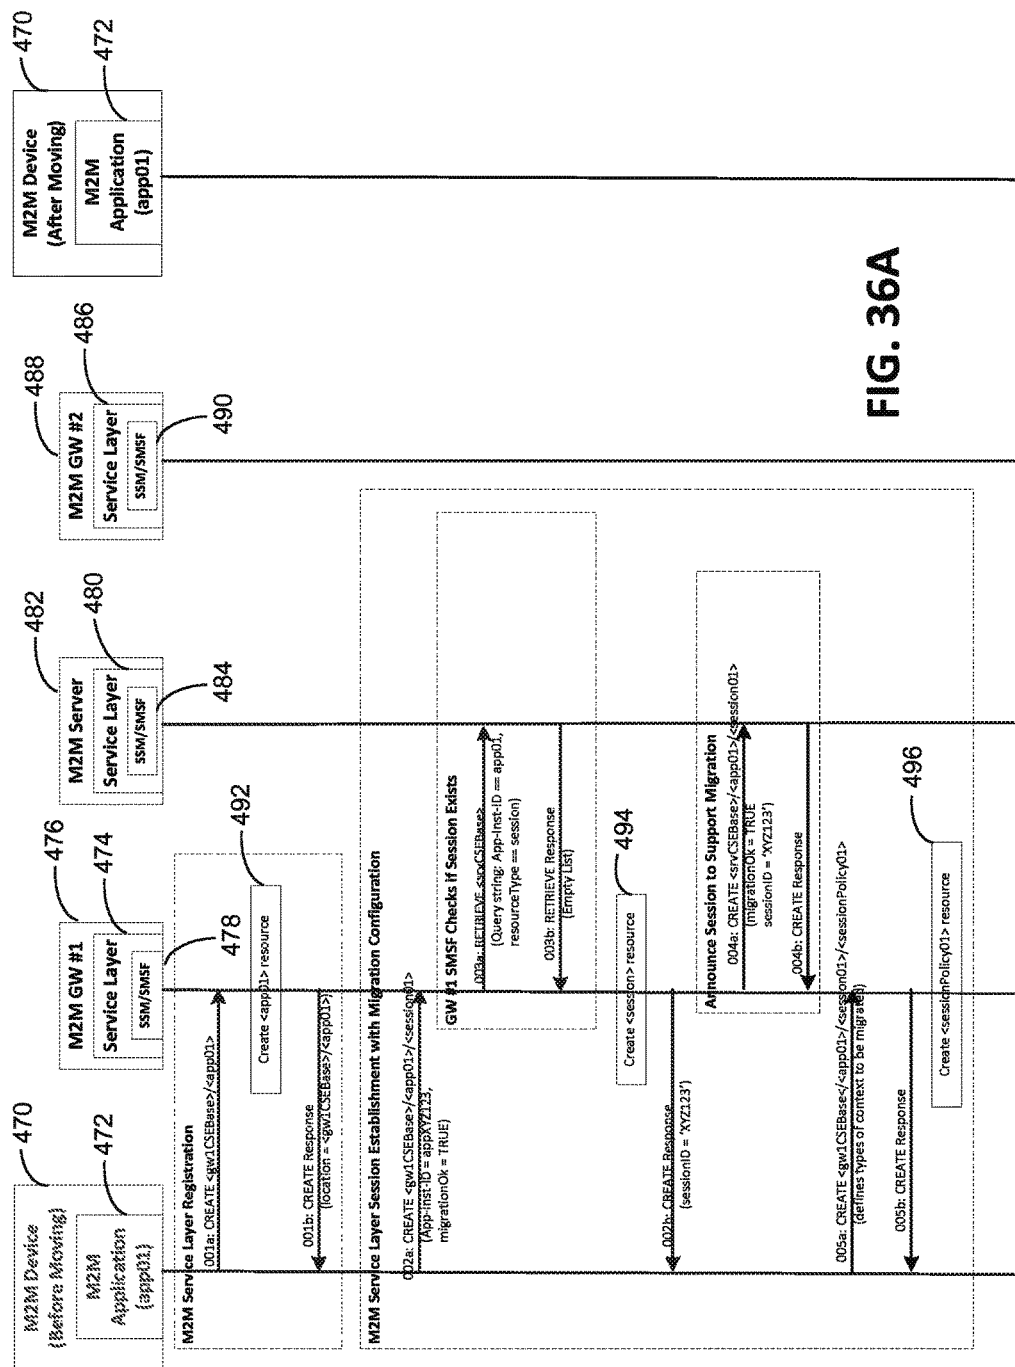 M2M Device
(Before Moving)
470
M2M
Application
(app01)
472
M2M GW #1
476
Service Layer
474
SSM/SMSF
478
M2M Server
482
Service Layer
480
SSM/SMSF
484
M2M GW #2
488
Service Layer
486
SSM/SMSF
490
M2M Device
(After Moving)
470
M2M
Application
(app01)
472
M2M Service Layer Registration
001a: CREATE <gw1CSEBase>/<app01>
Create <app01> resource
492
001b: CREATE Response
(location = <gw1CSEBase>/<app01>)
M2M Service Layer Session Establishment with Migration Configuration
002a: CREATE <gw1CSEBase>/<app01>/<session01>
(App-Inst-ID = appXYZ123,
migrationOk = TRUE)
GW #1 SMSF Checks if Session Exists
003a: RETRIEVE <srvCSEBase>
(Query string: App-Inst-ID == app01,
resourceType == session)
003b: RETRIEVE Response
(Empty List)
Create <session> resource
494
002b: CREATE Response
(sessionID = 'XYZ123')
Announce Session to Support Migration
004a: CREATE <srvCSEBase>/<app01>/<session01>
(migrationOk = TRUE
sessionID = 'XYZ123')
004b: CREATE Response
005a: CREATE <gw1CSEBase</<app01>/<session01>/<sessionPolicy01>
(defines types of context to be migrated)
005b: CREATE Response
Create <sessionPolicy01> resource
496
FIG. 36A